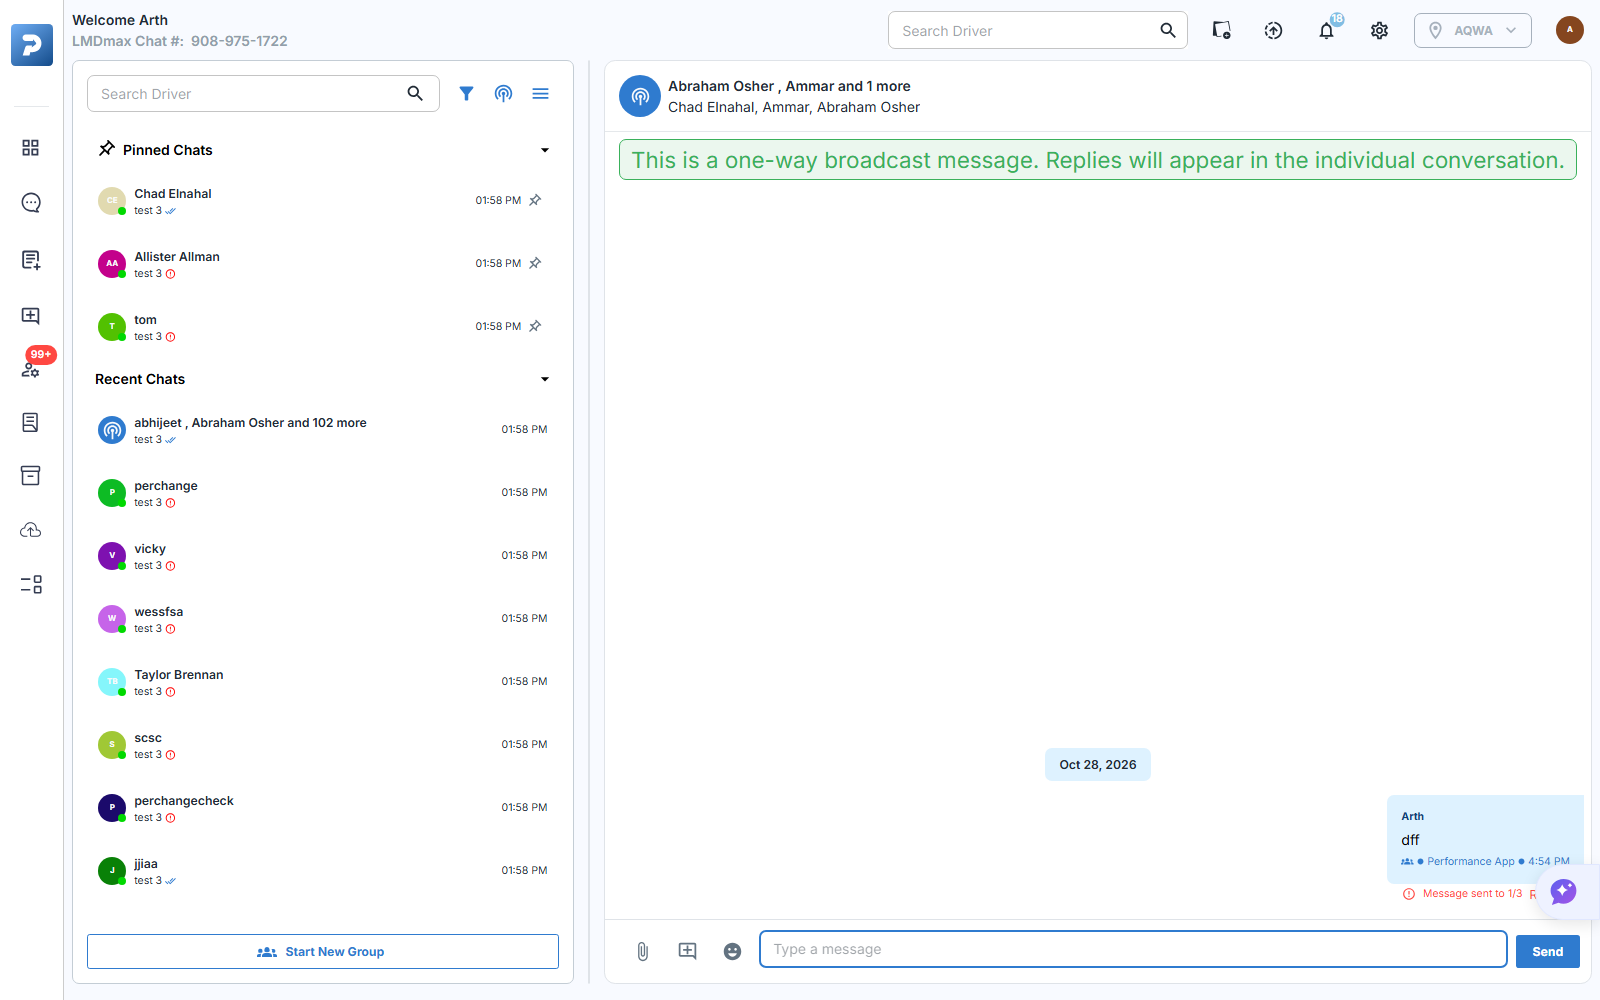 Welcome Arth
LMDmax Chat #: 908-975-1722
Search Driver
18
AQWA
A
99+
Search Driver
Pinned Chats
CE
Chad Elnahal
test 3
01:58 PM
AA
Allister Allman
test 3
01:58 PM
T
tom
test 3
01:58 PM
Recent Chats
abhijeet , Abraham Osher and 102 more
test 3
01:58 PM
P
perchange
test 3
01:58 PM
V
vicky
test 3
01:58 PM
W
wessfsa
test 3
01:58 PM
TB
Taylor Brennan
test 3
01:58 PM
S
scsc
test 3
01:58 PM
P
perchangecheck
test 3
01:58 PM
J
jjiaa
test 3
01:58 PM
Start New Group
Abraham Osher , Ammar and 1 more
Chad Elnahal, Ammar, Abraham Osher
This is a one-way broadcast message. Replies will appear in the individual conversation.
Oct 28, 2026
Arth
dff
Performance App 4:54 PM
Message sent to 1/3
Type a message
Send